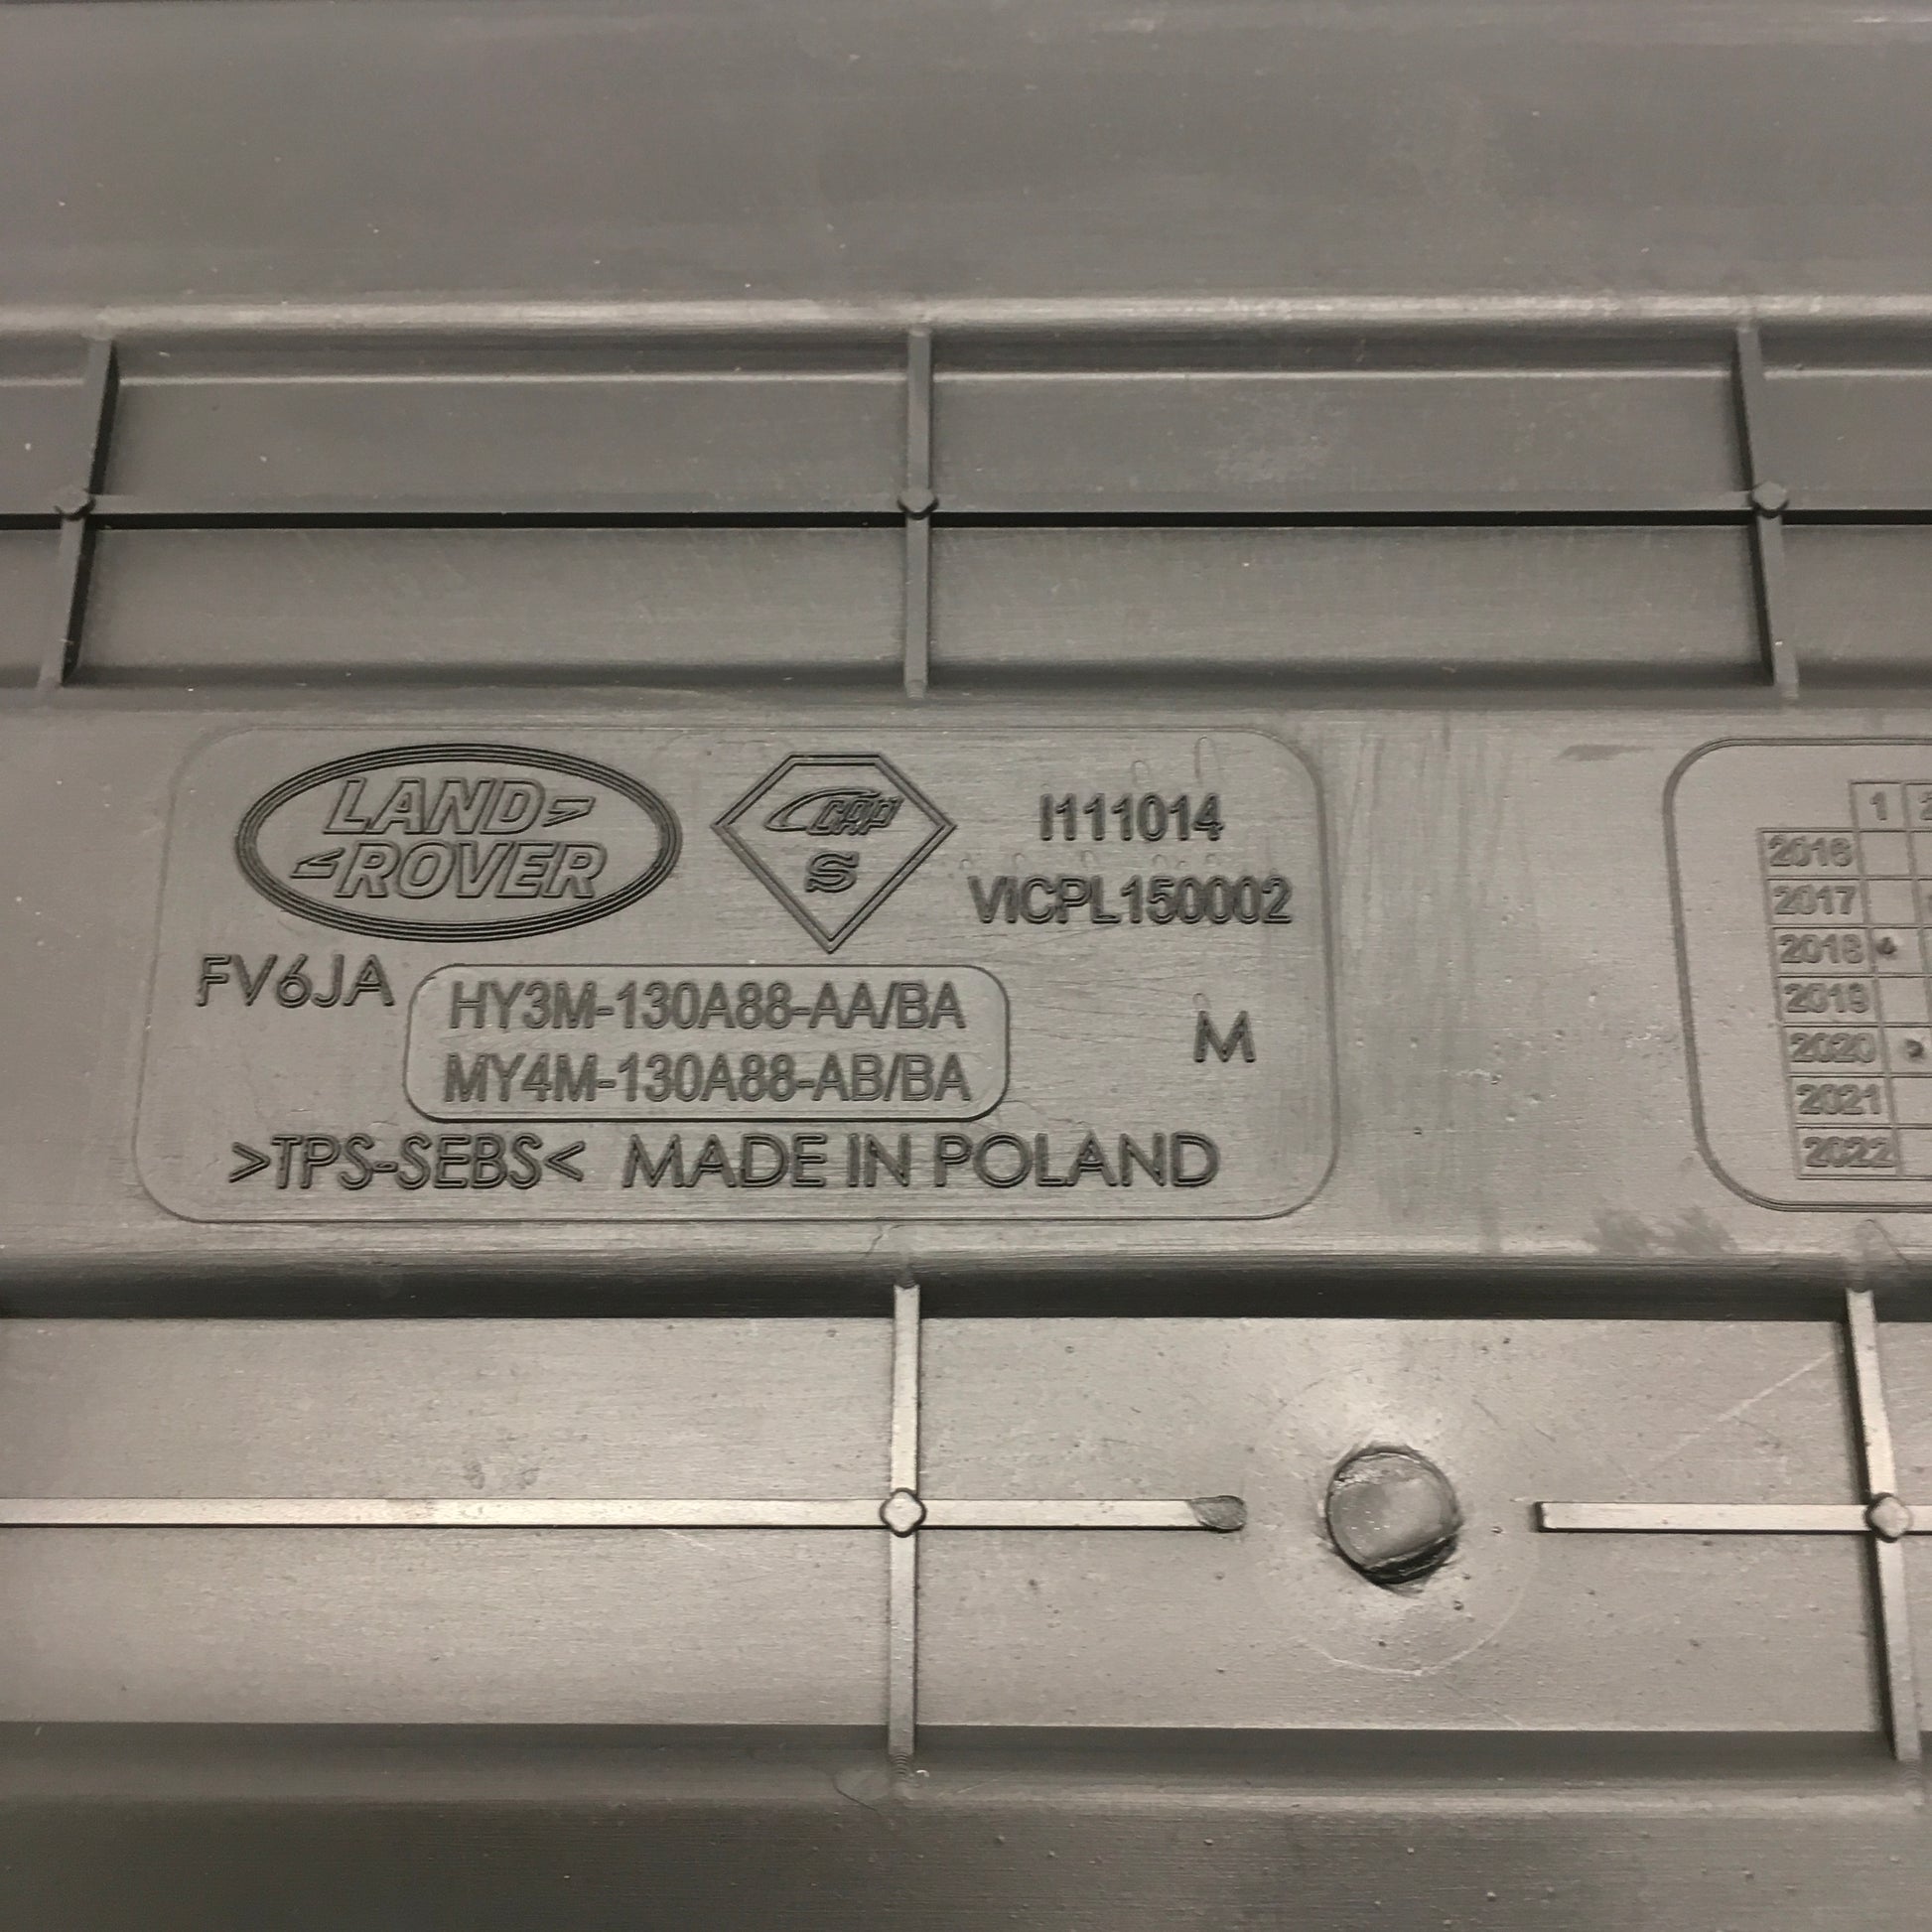 LAND
ROVER
CCAP
S
I111014
VICPL150002
FV6JA
HY3M-130A88-AA/BA
MY4M-130A88-AB/BA
M
>TPS-SEBS< MADE IN POLAND
1
2016
2017
2018
2019
2020
2021
2022